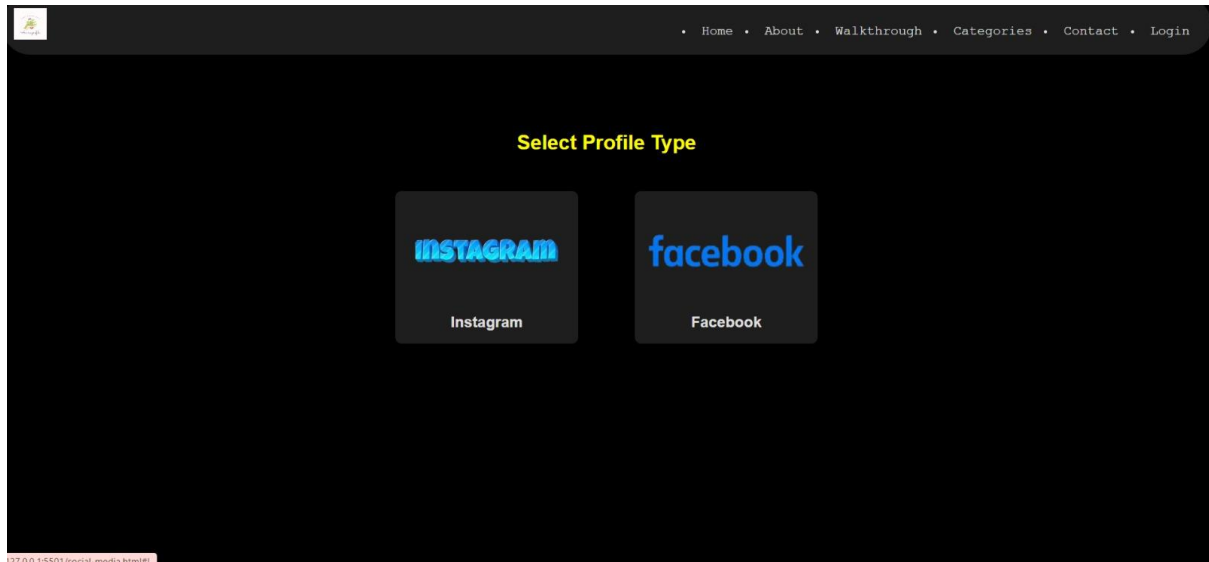 • Home • About • Walkthrough • Categories • Contact • Login
Select Profile Type
INSTAGRAM facebook
Instagram Facebook